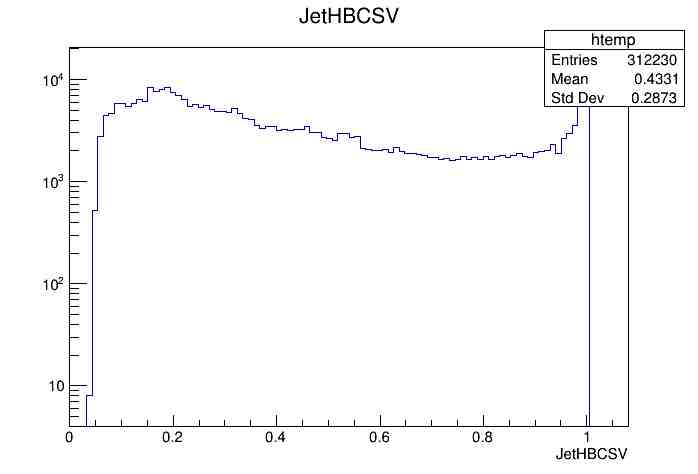 JetHBCSV
htemp
Entries 312230
Mean 0.4331
Std Dev 0.2873
10^4
10^3
10^2
10
0 0.2 0.4 0.6 0.8 1
JetHBCSV